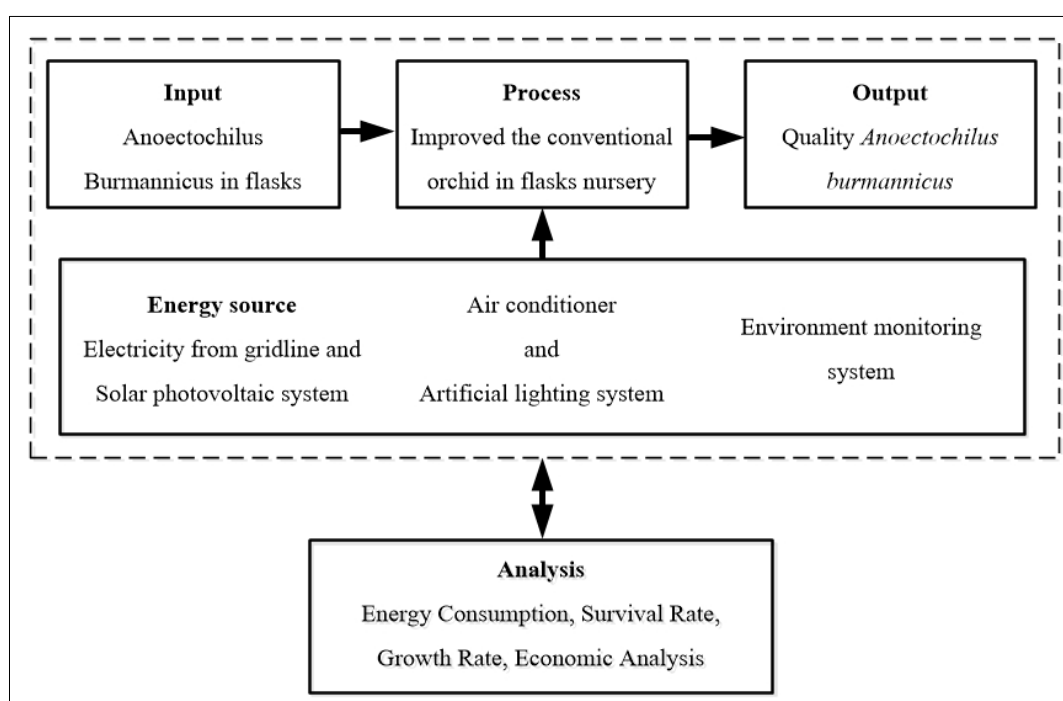 Input
Anoectochilus
Burmannicus in flasks
Process
Improved the conventional
orchid in flasks nursery
Output
Quality Anoectochilus
burmannicus
Energy source
Electricity from gridline and
Solar photovoltaic system
Air conditioner
and
Artificial lighting system
Environment monitoring
system
Analysis
Energy Consumption, Survival Rate,
Growth Rate, Economic Analysis